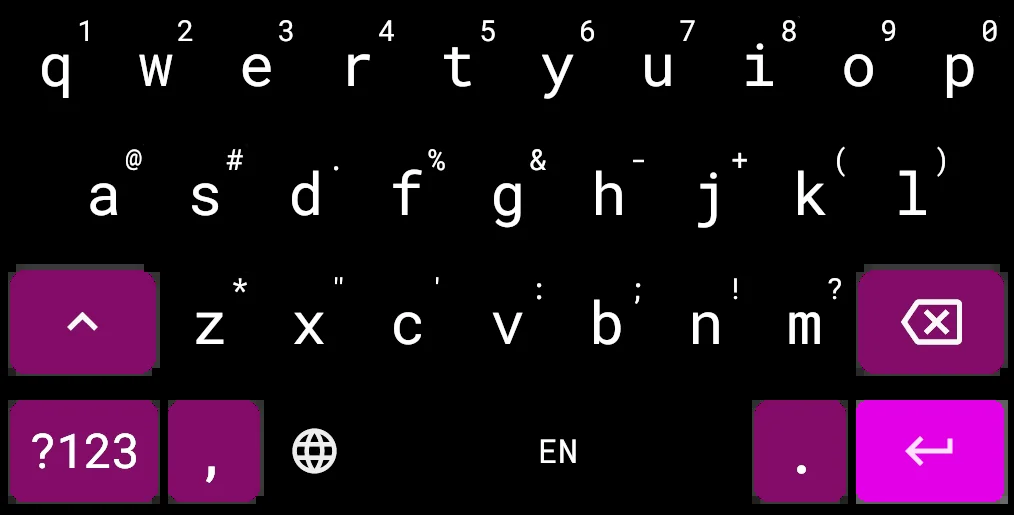 1 2 3 4 5 6 7 8 9 0
q w e r t y u i o p
@ # . % & - + ( )
a s d f g h j k l
* " ' : ; ! ?
z x c v b n m
?123 , EN .